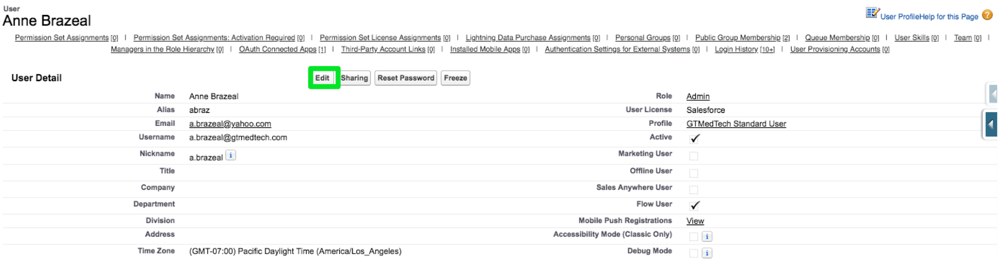 User
Anne Brazeal
User ProfileHelp for this Page ?
Permission Set Assignments [0] | Permission Set Assignments: Activation Required [0] | Permission Set License Assignments [0] | Lightning Data Purchase Assignments [0] | Personal Groups [0] | Public Group Membership [2] | Queue Membership [0] | User Skills [0] | Team [0] |
Managers in the Role Hierarchy [0] | OAuth Connected Apps [1] | Third-Party Account Links [0] | Installed Mobile Apps [0] | Authentication Settings for External Systems [0] | Login History [10+] | User Provisioning Accounts [0]
User Detail Edit Sharing Reset Password Freeze
Name Anne Brazeal Role Admin
Alias abraz User License Salesforce
Email a.brazeal@yahoo.com Profile GTMedTech Standard User
Username a.brazeal@gtmedtech.com Active ✓
Nickname a.brazeal i Marketing User
Title Offline User
Company Sales Anywhere User
Department Flow User ✓
Division Mobile Push Registrations View
Address Accessibility Mode (Classic Only) i
Time Zone (GMT-07:00) Pacific Daylight Time (America/Los_Angeles) Debug Mode i